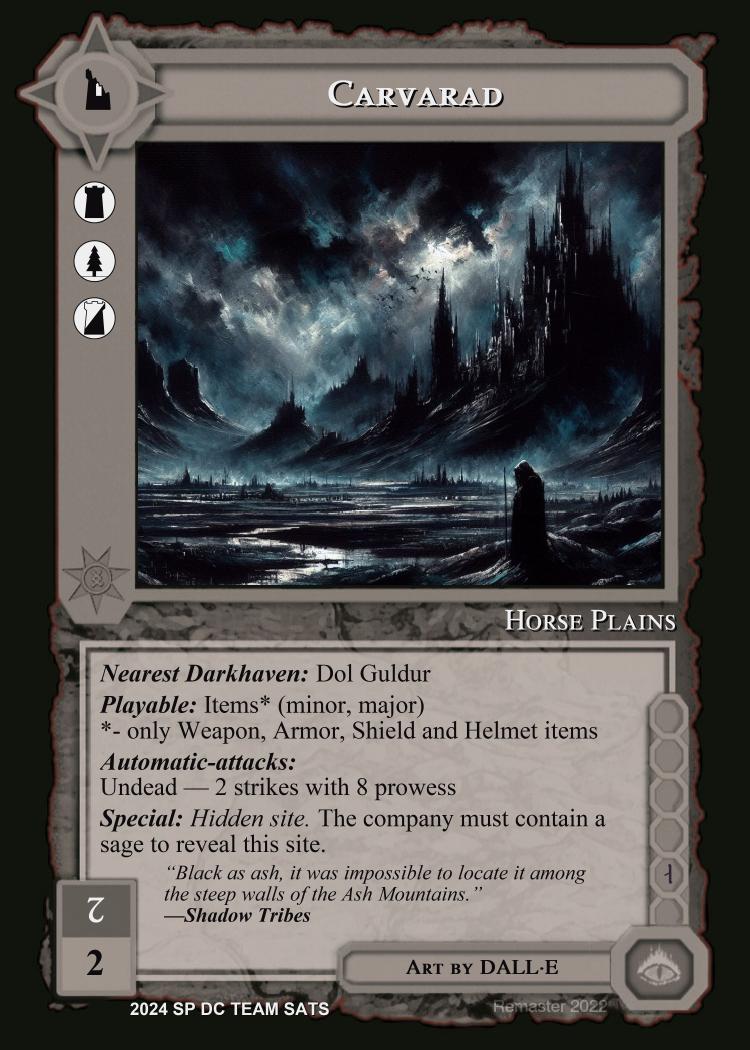 Carvarad
Horse Plains
Nearest Darkhaven: Dol Guldur
Playable: Items* (minor, major)
*- only Weapon, Armor, Shield and Helmet items
Automatic-attacks:
Undead — 2 strikes with 8 prowess
Special: Hidden site. The company must contain a
sage to reveal this site.
“Black as ash, it was impossible to locate it among
the steep walls of the Ash Mountains.”
—Shadow Tribes
2
Art by DALL·E
2024 SP DC TEAM SATS
Remaster 2022